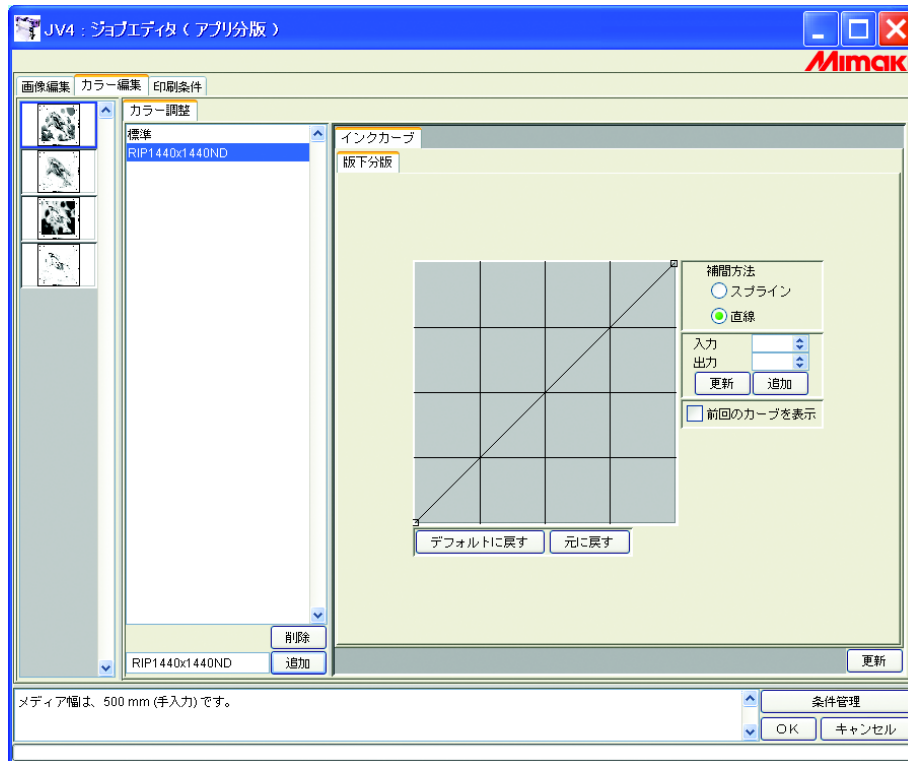 JV4 : ジョブエディタ ( アプリ分版 )
Mimaki
画像編集 カラー編集 印刷条件
カラー調整
標準
RIP1440x1440ND
インクカーブ
版下分版
補間方法
スプライン
直線
入力
出力
更新 追加
前回のカーブを表示
デフォルトに戻す 元に戻す
削除
RIP1440x1440ND 追加
更新
メディア幅は、500 mm (手入力) です。
条件管理
OK キャンセル